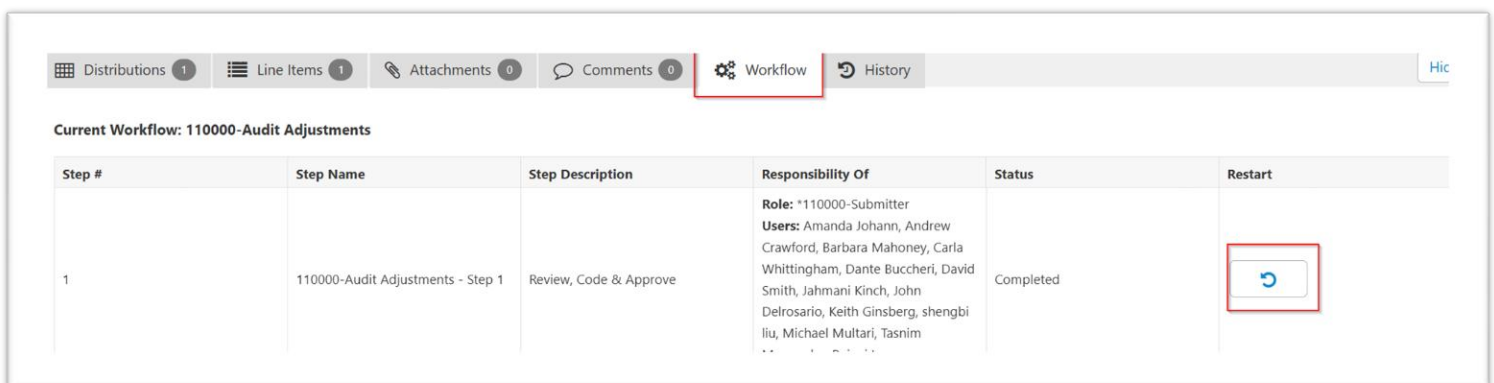 Distributions 1 Line Items 1 Attachments 0 Comments 0 Workflow History Hic
Current Workflow: 110000-Audit Adjustments
Step # Step Name Step Description Responsibility Of Status Restart
Role: *110000-Submitter
Users: Amanda Johann, Andrew
Crawford, Barbara Mahoney, Carla
Whittingham, Dante Buccheri, David
1 110000-Audit Adjustments - Step 1 Review, Code & Approve Smith, Jahmani Kinch, John Completed
Delrosario, Keith Ginsberg, shengbi
liu, Michael Multari, Tasnim